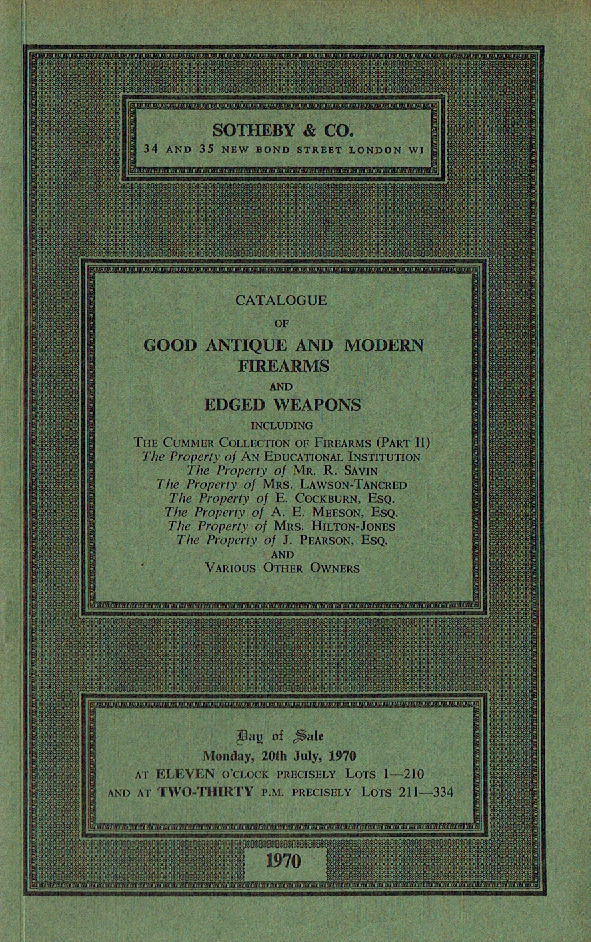 SOTHEBY & CO.
34 AND 35 NEW BOND STREET LONDON W1
CATALOGUE
OF
GOOD ANTIQUE AND MODERN
FIREARMS
AND
EDGED WEAPONS
INCLUDING
THE CUMMER COLLECTION OF FIREARMS (PART II)
The Property of AN EDUCATIONAL INSTITUTION
The Property of MR. R. SAVIN
The Property of MRS. LAWSON-TANCRED
The Property of E. COCKBURN, ESQ.
The Property of A. E. MEESON, ESQ.
The Property of MRS. HILTON-JONES
The Property of J. PEARSON, ESQ.
AND
VARIOUS OTHER OWNERS
Day of Sale
Monday, 20th July, 1970
AT ELEVEN O'CLOCK PRECISELY LOTS 1—210
AND AT TWO-THIRTY P.M. PRECISELY LOTS 211—334
1970